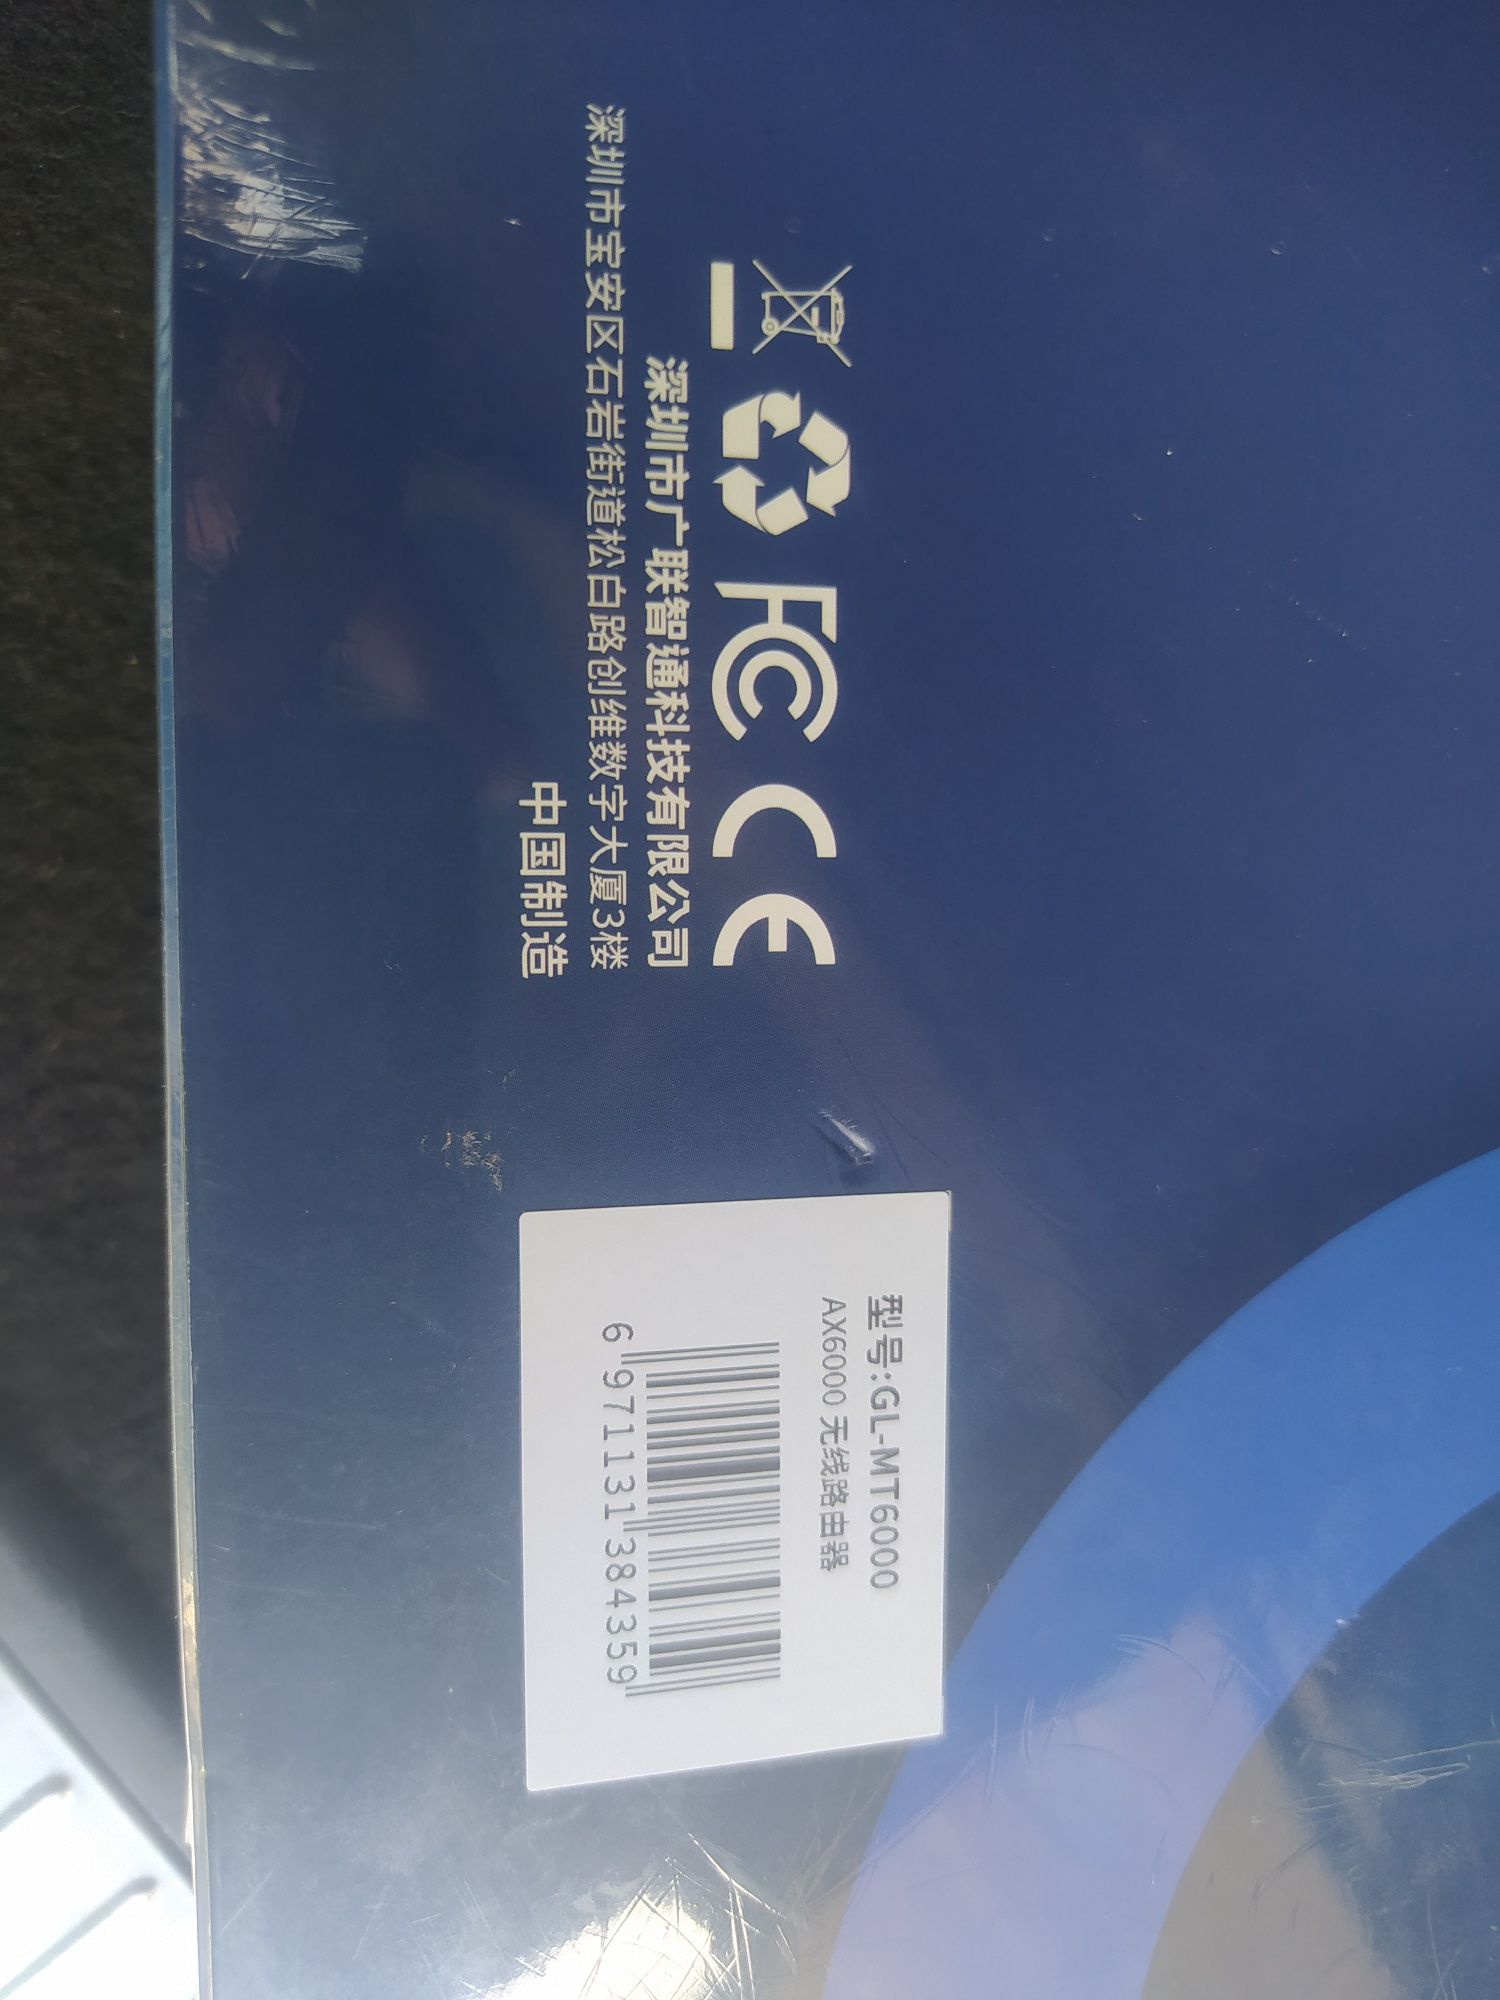 FC CE
深圳市广联智通科技有限公司
深圳市宝安区石岩街道松白路创维数字大厦3楼
中国制造
型号:GL-MT6000
AX6000 无线路由器
6 971131 384359